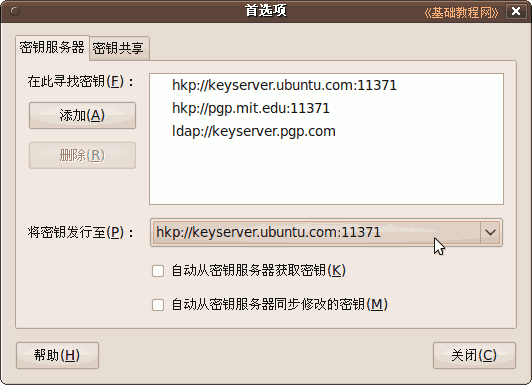 首选项
《基础教程网》
密钥服务器 密钥共享
在此寻找密钥(F)：
hkp://keyserver.ubuntu.com:11371
hkp://pgp.mit.edu:11371
ldap://keyserver.pgp.com
添加(A)
删除(R)
将密钥发行至(P)： hkp://keyserver.ubuntu.com:11371
自动从密钥服务器获取密钥(K)
自动从密钥服务器同步修改的密钥(M)
帮助(H) 关闭(C)